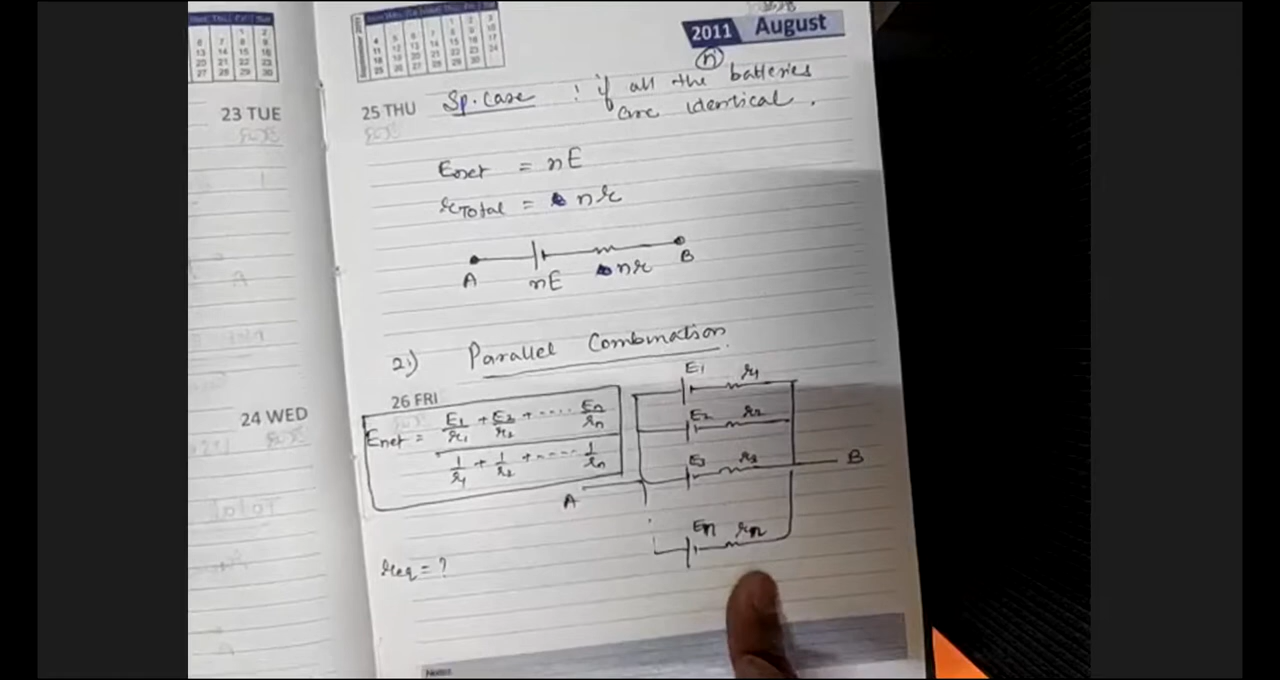 2011 August
23 TUE
25 THU Sp. case : if all the (n) batteries
are identical.
Enet = nE
rTotal = nr
A nE nr B
2.) Parallel Combination.
24 WED
26 FRI
Enet = E1/r1 + E2/r2 + ..... En/rn
1/r1 + 1/r2 + ..... 1/rn
E1 r1
E2 r2
E3 r3 B
A
En rn
req = ?
Notes